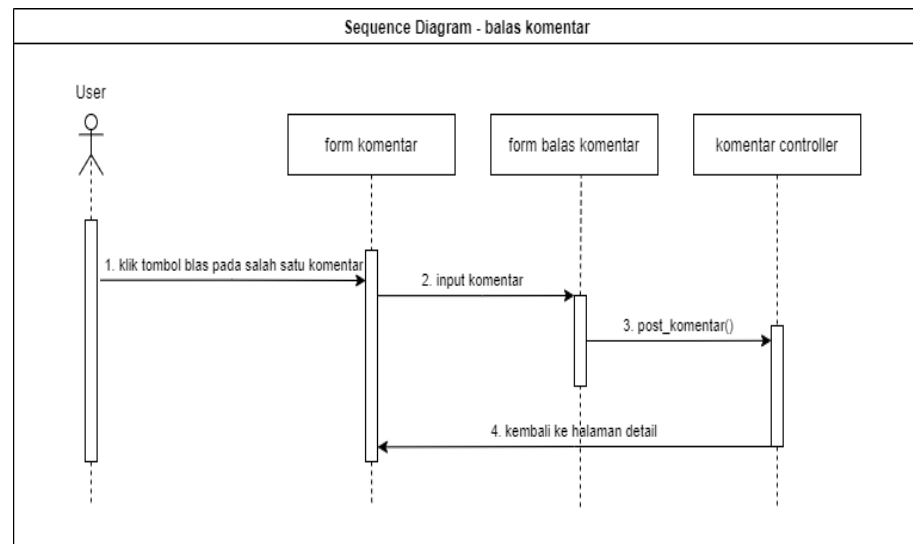 Sequence Diagram - balas komentar
User
form komentar
form balas komentar
komentar controller
1. klik tombol blas pada salah satu komentar
2. input komentar
3. post_komentar()
4. kembali ke halaman detail